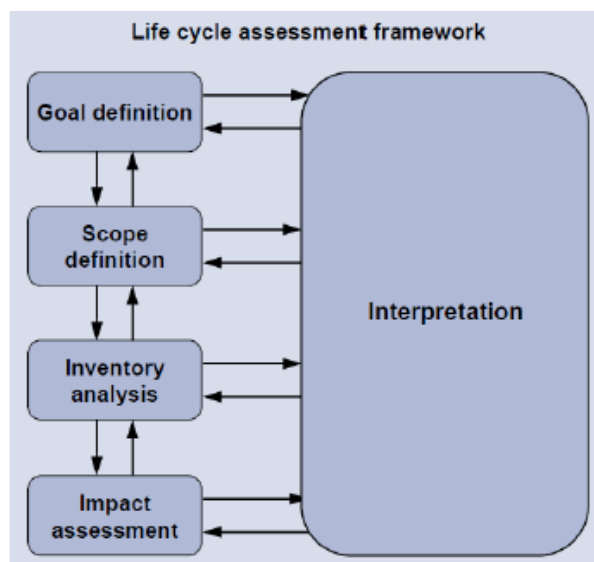 Life cycle assessment framework
Goal definition
Scope
definition
Inventory
analysis
Impact
assessment
Interpretation